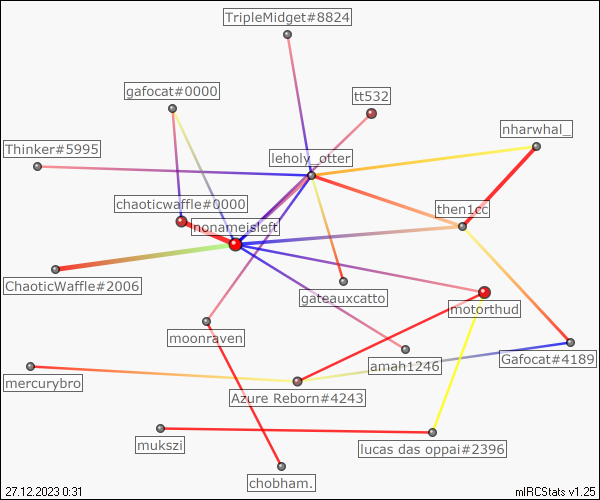 TripleMidget#8824
gafocat#0000
tt532
nharwhal_
Thinker#5995
leholy_otter
chaoticwaffle#0000
then1cc
nonameisleft
ChaoticWaffle#2006
gateauxcatto
motorthud
moonraven
amah1246
Gafocat#4189
mercurybro
Azure Reborn#4243
mukszi
lucas das oppai#2396
chobham.
27.12.2023 0:31
mIRCStats v1.25